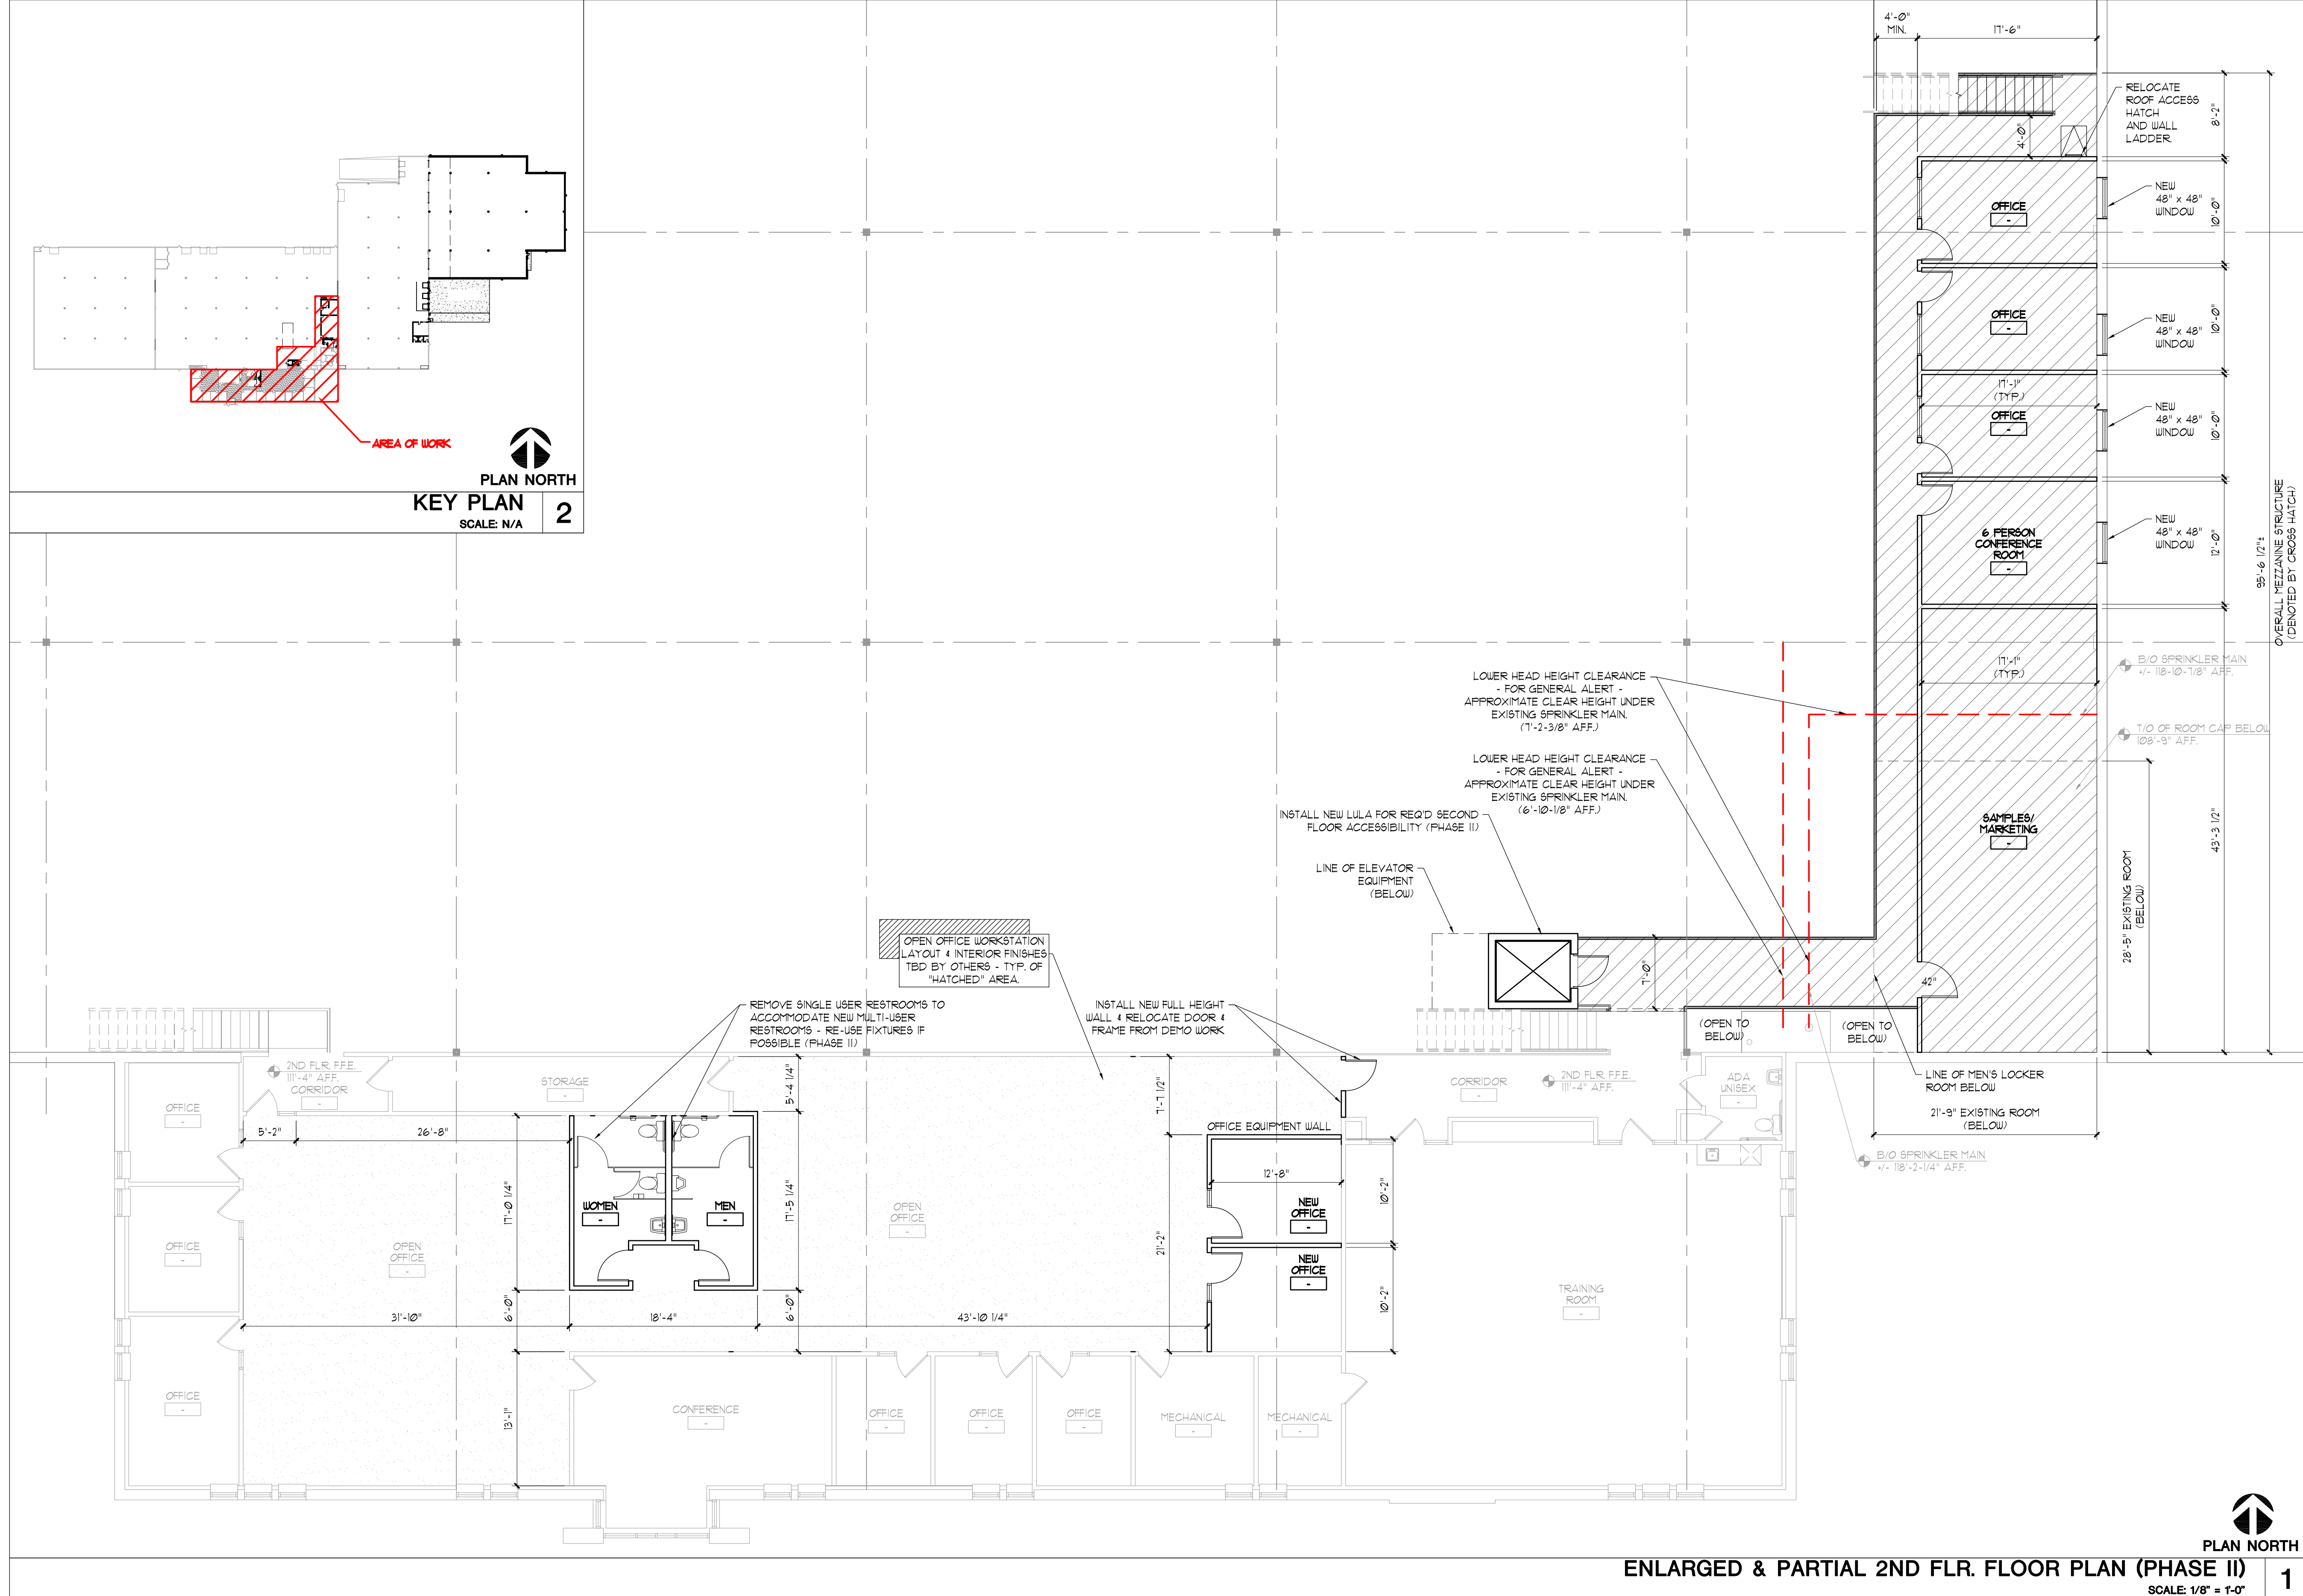 4'-0"
MIN.
17'-6"
RELOCATE
ROOF ACCESS
HATCH
AND WALL
LADDER.
8'-2"
4'-0"
OFFICE
-
NEW
48" x 48"
WINDOW
10'-0"
OFFICE
-
NEW
48" x 48"
WINDOW
10'-0"
17'-1"
(TYP.)
OFFICE
-
NEW
48" x 48"
WINDOW
10'-0"
6 PERSON
CONFERENCE
ROOM
-
NEW
48" x 48"
WINDOW
12'-0"
95'-6 1/2"±
OVERALL MEZZANINE STRUCTURE
(DENOTED BY CROSS HATCH)
AREA OF WORK
PLAN NORTH
KEY PLAN
SCALE: N/A
2
17'-1"
(TYP.)
B/O SPRINKLER MAIN
+/- 118-10-7/8" A.F.F.
T/O OF ROOM CAP BELOW
108'-9" A.F.F.
LOWER HEAD HEIGHT CLEARANCE
- FOR GENERAL ALERT -
APPROXIMATE CLEAR HEIGHT UNDER
EXISTING SPRINKLER MAIN.
(7'-2-3/8" A.F.F.)
LOWER HEAD HEIGHT CLEARANCE
- FOR GENERAL ALERT -
APPROXIMATE CLEAR HEIGHT UNDER
EXISTING SPRINKLER MAIN.
(6'-10-1/8" A.F.F.)
INSTALL NEW LULA FOR REQ'D SECOND
FLOOR ACCESSIBILITY (PHASE II)
LINE OF ELEVATOR
EQUIPMENT
(BELOW)
SAMPLES/
MARKETING
-
43'-3 1/2"
28'-5" EXISTING ROOM
(BELOW)
7'-0"
42"
OPEN OFFICE WORKSTATION
LAYOUT & INTERIOR FINISHES
TBD BY OTHERS - TYP. OF
"HATCHED" AREA.
REMOVE SINGLE USER RESTROOMS TO
ACCOMMODATE NEW MULTI-USER
RESTROOMS - RE-USE FIXTURES IF
POSSIBLE (PHASE II)
INSTALL NEW FULL HEIGHT
WALL & RELOCATE DOOR &
FRAME FROM DEMO WORK
(OPEN TO
BELOW)
(OPEN TO
BELOW)
LINE OF MEN'S LOCKER
ROOM BELOW
21'-9" EXISTING ROOM
(BELOW)
B/O SPRINKLER MAIN
+/- 118'-2-1/4" A.F.F.
2ND FLR. F.F.E.
111'-4" A.F.F.
CORRIDOR
-
STORAGE
-
5'-4 1/4"
7'-7 1/2"
CORRIDOR
-
2ND FLR. F.F.E.
111'-4" A.F.F.
ADA
UNISEX
-
OFFICE
-
5'-2"
26'-8"
OFFICE EQUIPMENT WALL
12'-8"
10'-2"
17'-0 1/4"
WOMEN
-
MEN
-
17'-5 1/4"
OPEN
OFFICE
-
NEW
OFFICE
-
21'-2"
OFFICE
-
OPEN
OFFICE
-
NEW
OFFICE
-
TRAINING
ROOM
-
10'-2"
31'-10"
6'-0"
18'-4"
6'-0"
43'-10 1/4"
OFFICE
-
13'-1"
CONFERENCE
-
OFFICE
-
OFFICE
-
OFFICE
-
MECHANICAL
-
MECHANICAL
-
PLAN NORTH
ENLARGED & PARTIAL 2ND FLR. FLOOR PLAN (PHASE II)
SCALE: 1/8" = 1'-0"
1